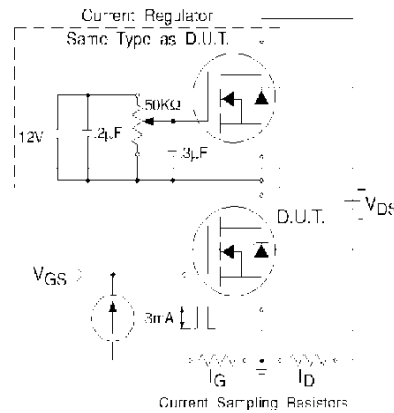 Current Regulator
Same Type as D.U.T.
50KΩ
12V
.2µF
.3µF
D.U.T.
VDS
VGS
3mA
IG
ID
Current Sampling Resistors